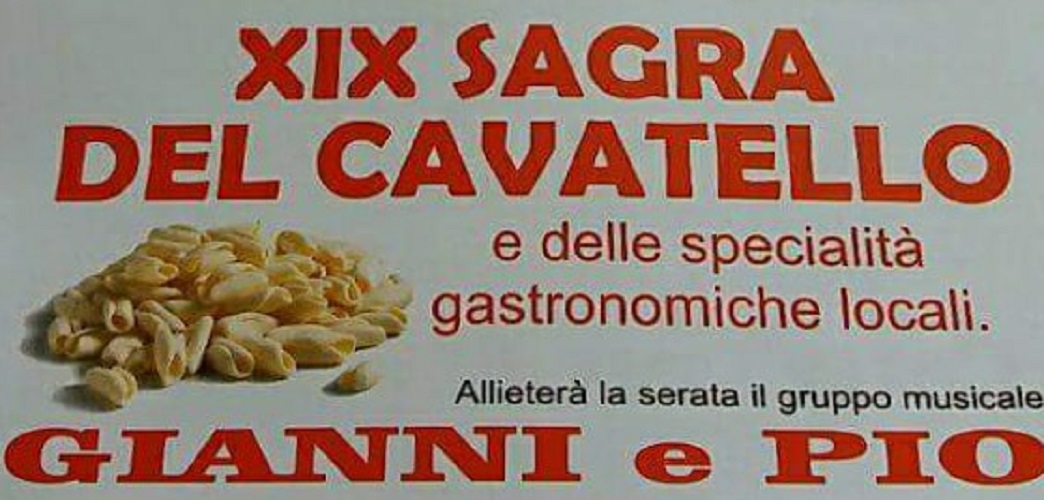 XIX SAGRA
DEL CAVATELLO
e delle specialità
gastronomiche locali.
Allieterà la serata il gruppo musicale
GIANNI e PIO